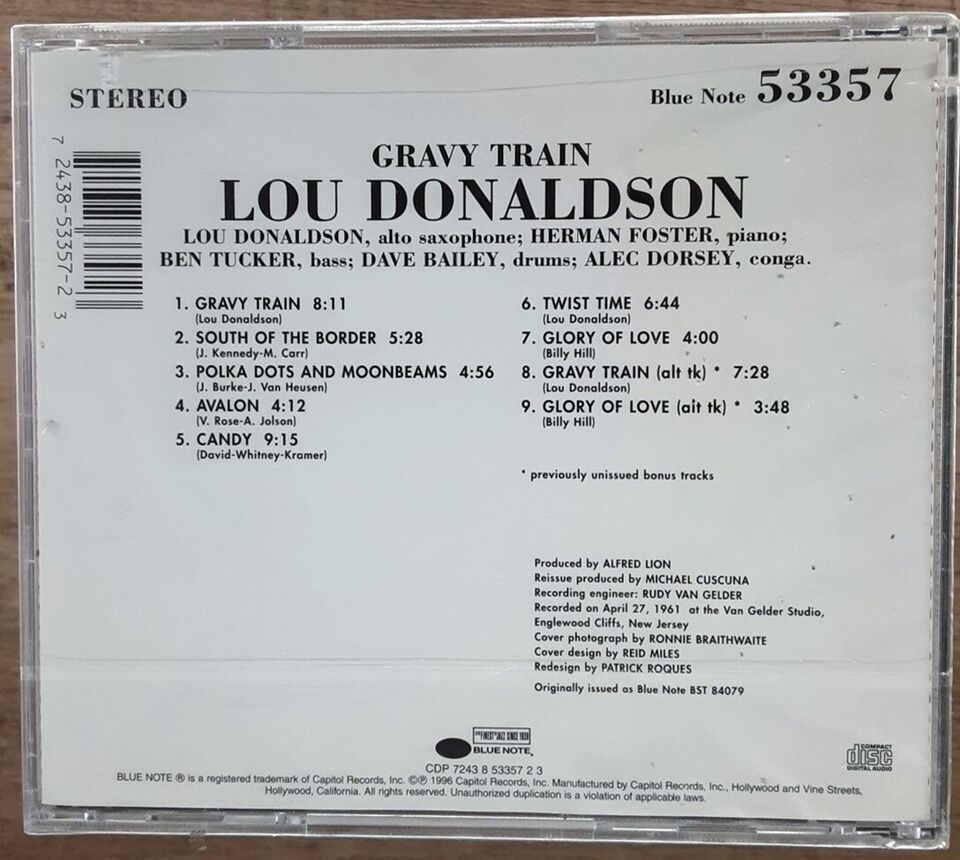 STEREO
Blue Note 53357
7 2438-53357-2 3
GRAVY TRAIN
LOU DONALDSON
LOU DONALDSON, alto saxophone; HERMAN FOSTER, piano;
BEN TUCKER, bass; DAVE BAILEY, drums; ALEC DORSEY, conga.
1. GRAVY TRAIN 8:11
(Lou Donaldson)
2. SOUTH OF THE BORDER 5:28
(J. Kennedy-M. Carr)
3. POLKA DOTS AND MOONBEAMS 4:56
(J. Burke-J. Van Heusen)
4. AVALON 4:12
(V. Rose-A. Jolson)
5. CANDY 9:15
(David-Whitney-Kramer)
6. TWIST TIME 6:44
(Lou Donaldson)
7. GLORY OF LOVE 4:00
(Billy Hill)
8. GRAVY TRAIN (alt tk) * 7:28
(Lou Donaldson)
9. GLORY OF LOVE (ait tk) * 3:48
(Billy Hill)
* previously unissued bonus tracks
Produced by ALFRED LION
Reissue produced by MICHAEL CUSCUNA
Recording engineer: RUDY VAN GELDER
Recorded on April 27, 1961 at the Van Gelder Studio,
Englewood Cliffs, New Jersey
Cover photograph by RONNIE BRAITHWAITE
Cover design by REID MILES
Redesign by PATRICK ROQUES
Originally issued as Blue Note BST 84079
THE FINEST IN JAZZ SINCE 1939
BLUE NOTE®
COMPACT
disc
DIGITAL AUDIO
CDP 7243 8 53357 2 3
BLUE NOTE ® is a registered trademark of Capitol Records, Inc. ©℗ 1996 Capitol Records, Inc. Manufactured by Capitol Records, Inc., Hollywood and Vine Streets,
Hollywood, California. All rights reserved. Unauthorized duplication is a violation of applicable laws.